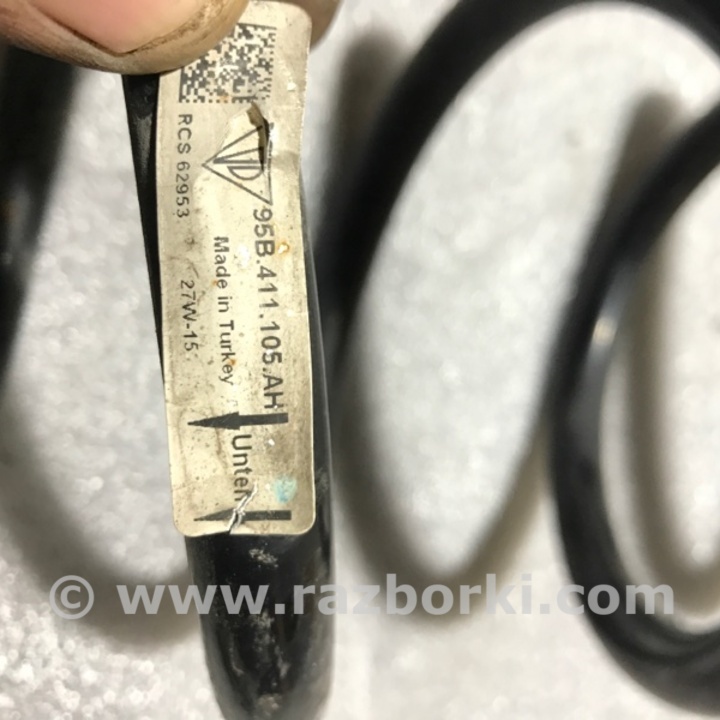 95B.411.105.AH
RCS 62953
Made in Turkey
27W-15
Unten
© www.razborki.com